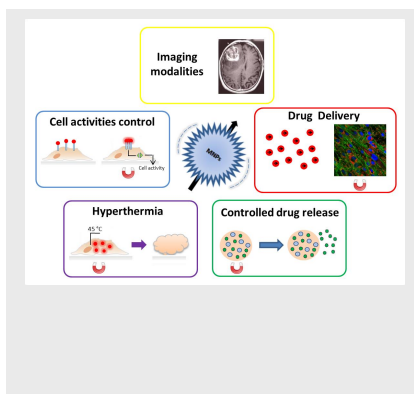 Imaging
modalities
Cell activities control
Cell activity
MNPs
Drug Delivery
Hyperthermia
45 °C
Controlled drug release